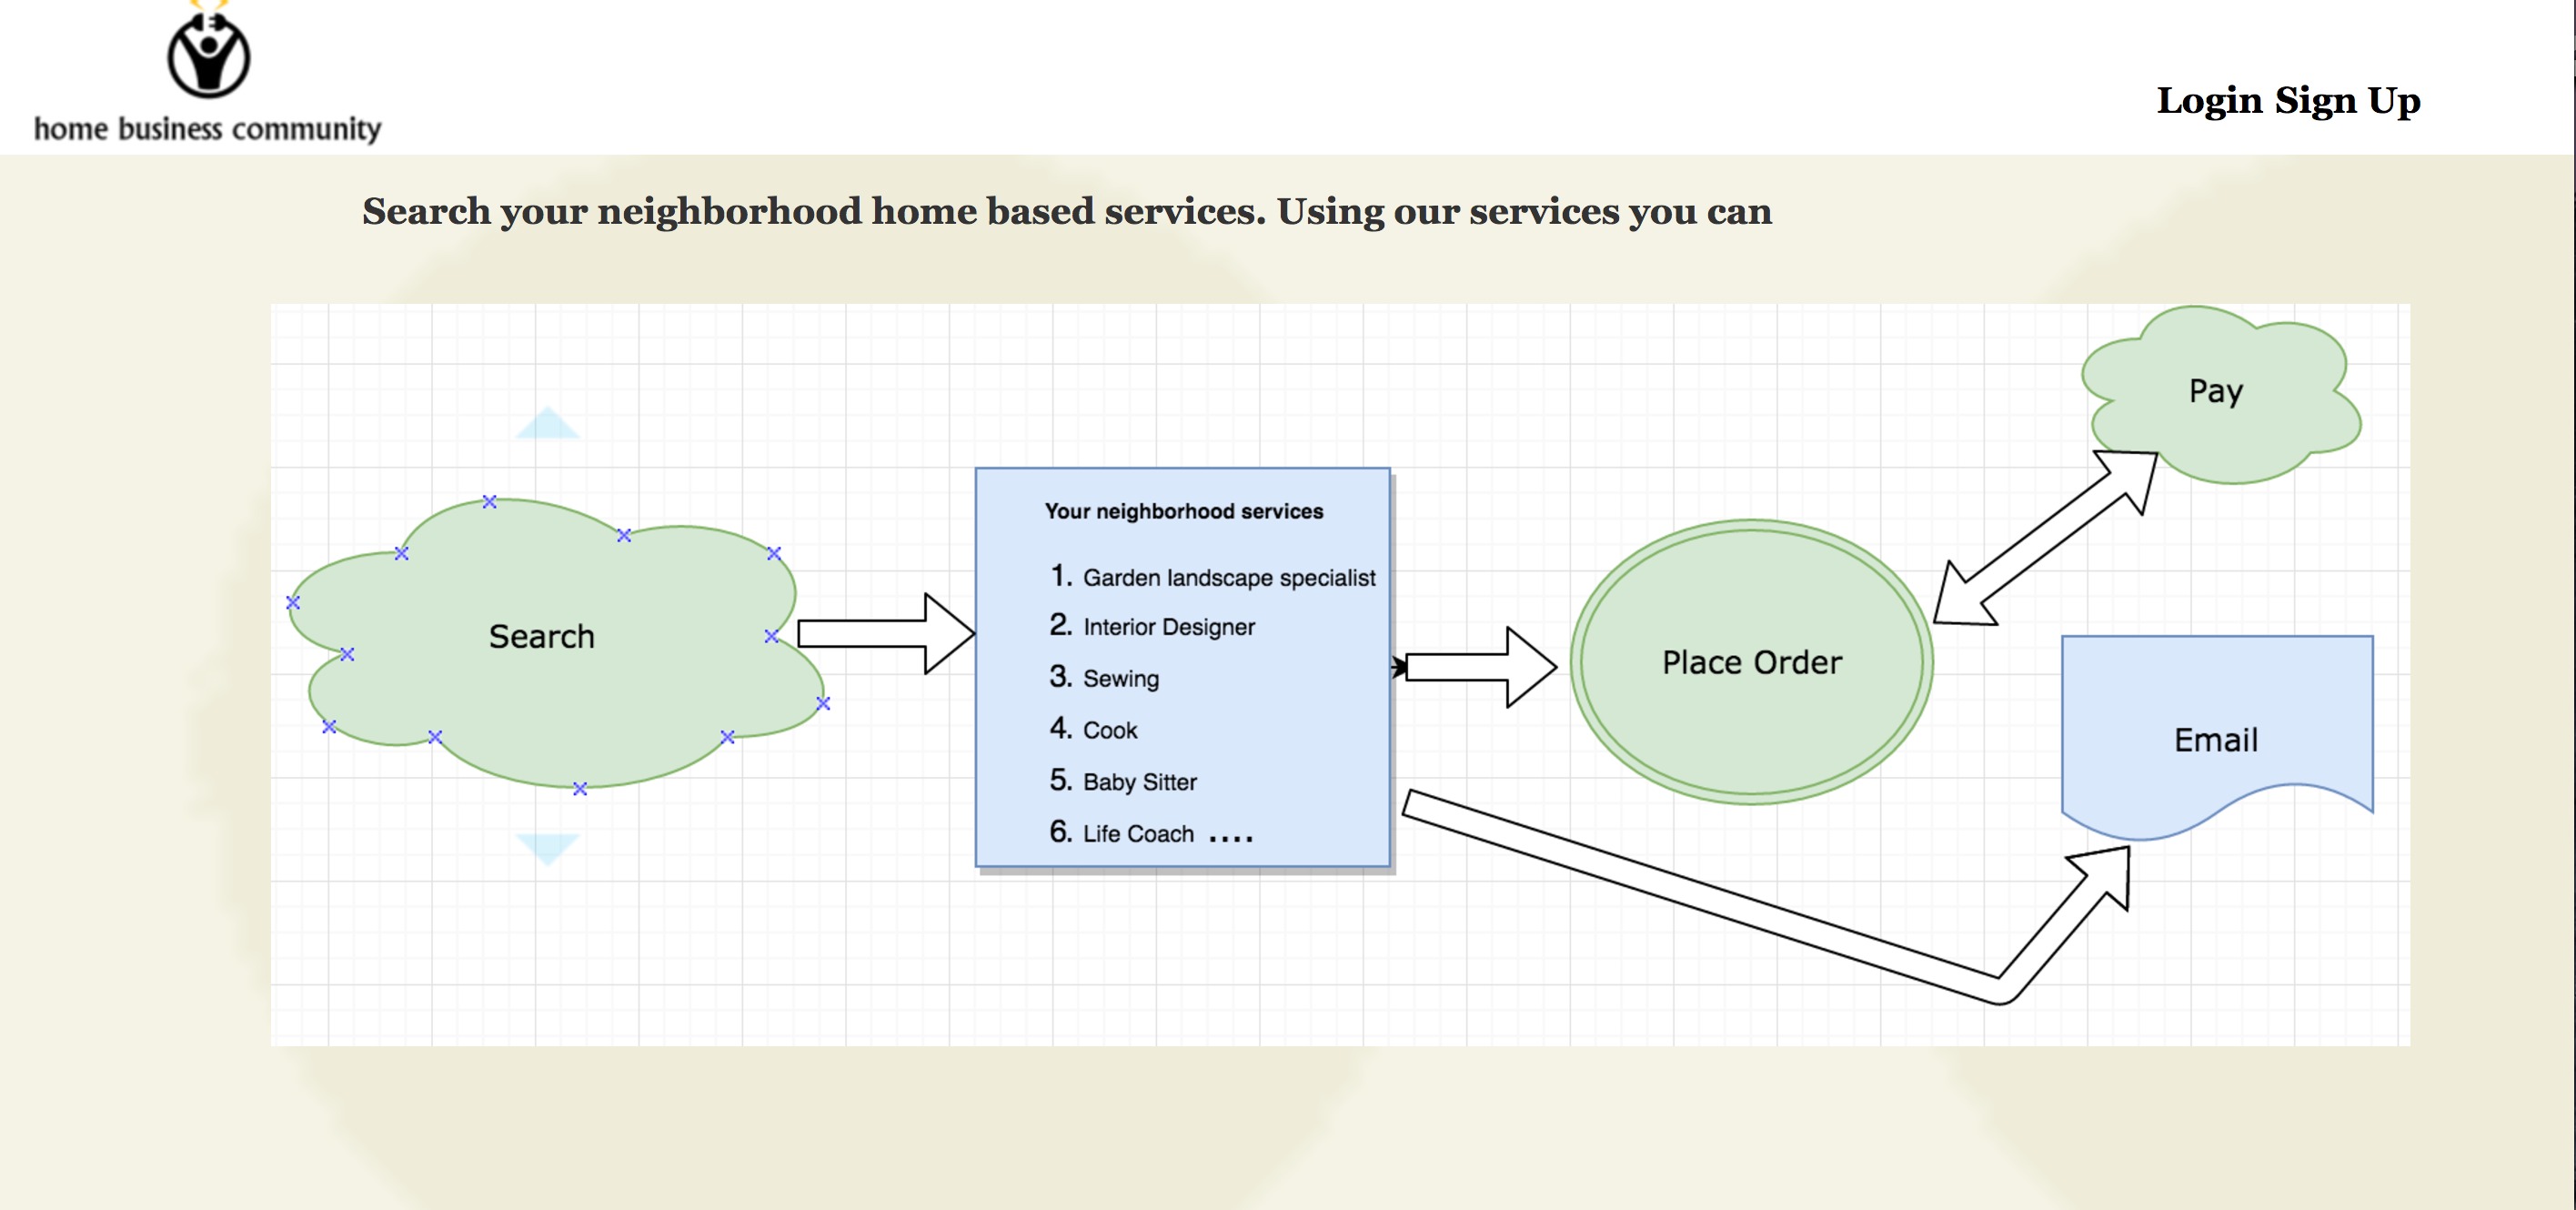 home business community
Login Sign Up
Search your neighborhood home based services. Using our services you can
Pay
Your neighborhood services
1. Garden landscape specialist
2. Interior Designer
3. Sewing
4. Cook
5. Baby Sitter
6. Life Coach ....
Search
Place Order
Email